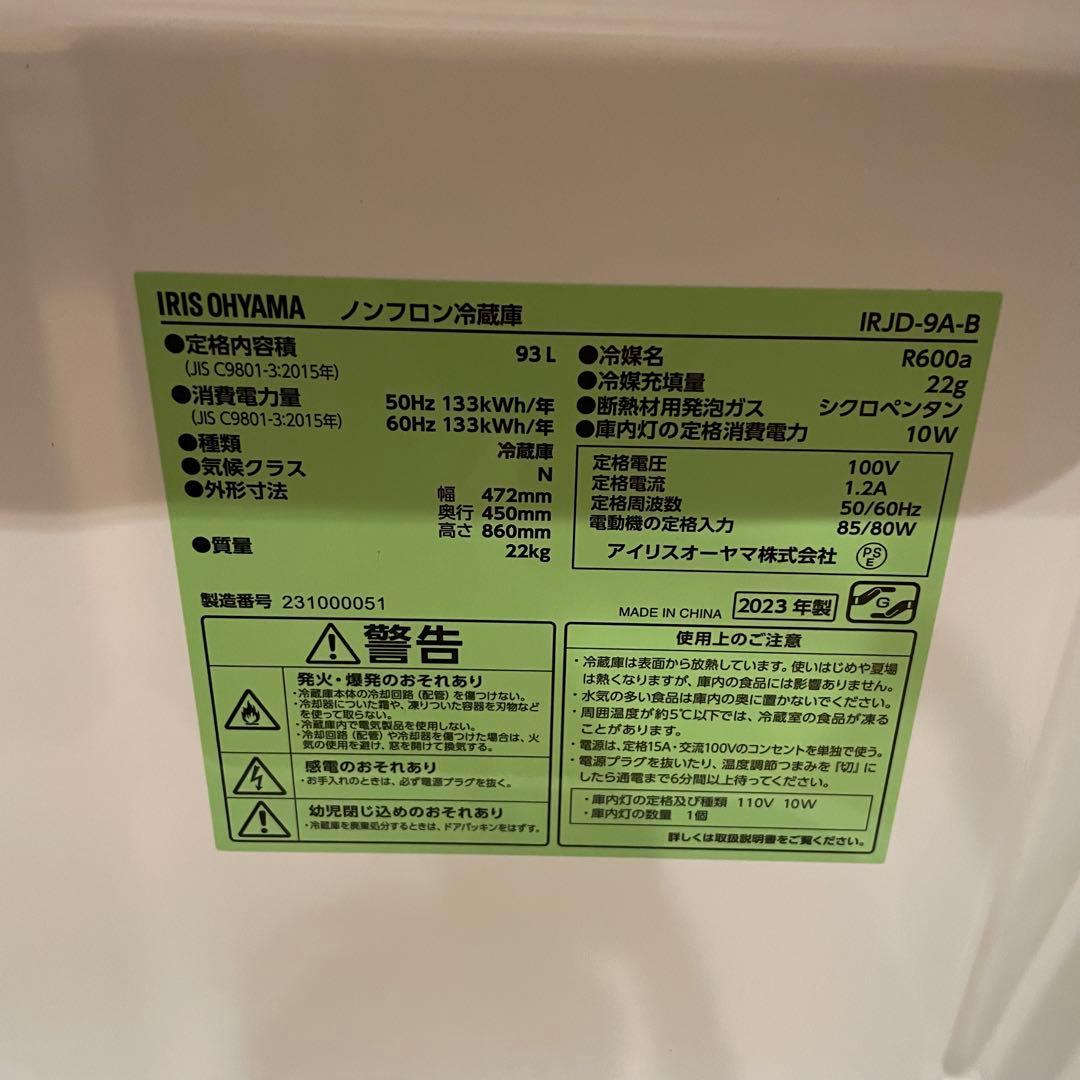 IRIS OHYAMA ノンフロン冷蔵庫 IRJD-9A-B
●定格内容積 93L
(JIS C9801-3:2015年)
●消費電力量 50Hz 133kWh/年
(JIS C9801-3:2015年) 60Hz 133kWh/年
●種類 冷蔵庫
●気候クラス N
●外形寸法 幅 472mm
奥行 450mm
高さ 860mm
●質量 22kg
●冷媒名 R600a
●冷媒充填量 22g
●断熱材用発泡ガス シクロペンタン
●庫内灯の定格消費電力 10W
定格電圧 100V
定格電流 1.2A
定格周波数 50/60Hz
電動機の定格入力 85/80W
アイリスオーヤマ株式会社 PSE
製造番号 231000051
MADE IN CHINA 2023年製 G
警告
発火・爆発のおそれあり
・冷蔵庫本体の冷却回路（配管）を傷つけない。
・冷却器についた霜や、凍りついた容器を刃物など
を使って取らない。
・冷蔵庫内で電気製品を使用しない。
・冷却回路（配管）や冷却器を傷つけた場合は、火
気の使用を避け、窓を開けて換気する。
感電のおそれあり
・お手入れのときは、必ず電源プラグを抜く。
幼児閉じ込めのおそれあり
・冷蔵庫を廃棄処分するときは、ドアパッキンをはずす。
使用上のご注意
・冷蔵庫は表面から放熱しています。使いはじめや夏場
は熱くなりますが、庫内の食品には影響ありません。
・水気の多い食品は庫内の奥に置かないでください。
・周囲温度が約5℃以下では、冷蔵室の食品が凍る
ことがあります。
・電源は、定格15A・交流100Vのコンセントを単独で使う。
・電源プラグを抜いたり、温度調節つまみを「切」に
したら通電まで6分間以上待ってください。
・庫内灯の定格及び種類 110V 10W
・庫内灯の数量 1個
詳しくは取扱説明書をご覧ください。